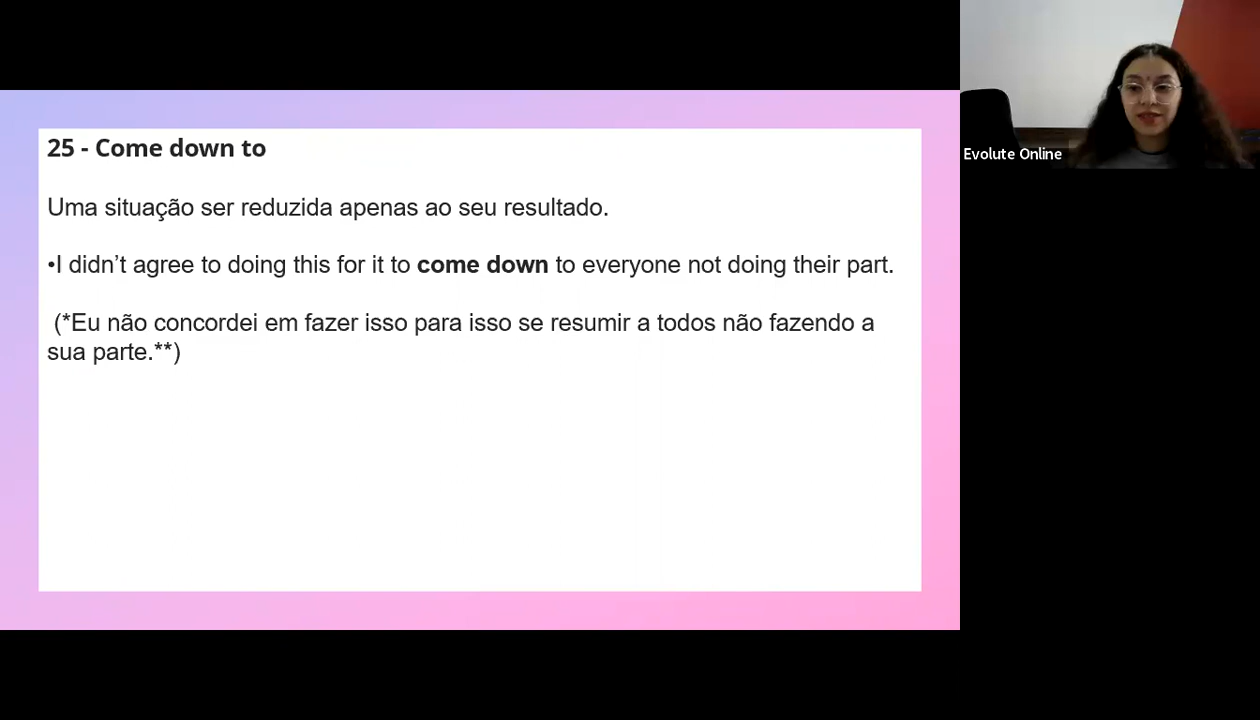 25 - Come down to
Uma situação ser reduzida apenas ao seu resultado.
•I didn’t agree to doing this for it to come down to everyone not doing their part.
(*Eu não concordei em fazer isso para isso se resumir a todos não fazendo a
sua parte.**)
Evolute Online